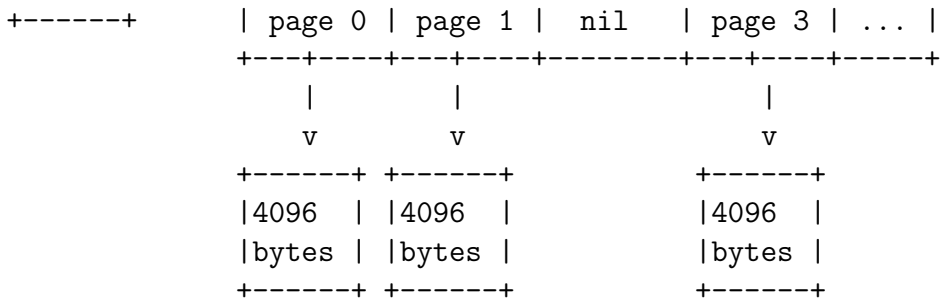 +------+       | page 0 | page 1 |  nil   | page 3 | ... |
               +---+----+---+----+--------+---+----+-----+
                   |        |                 |
                   v        v                 v
               +------+ +------+          +------+
               |4096  | |4096  |          |4096  |
               |bytes | |bytes |          |bytes |
               +------+ +------+          +------+